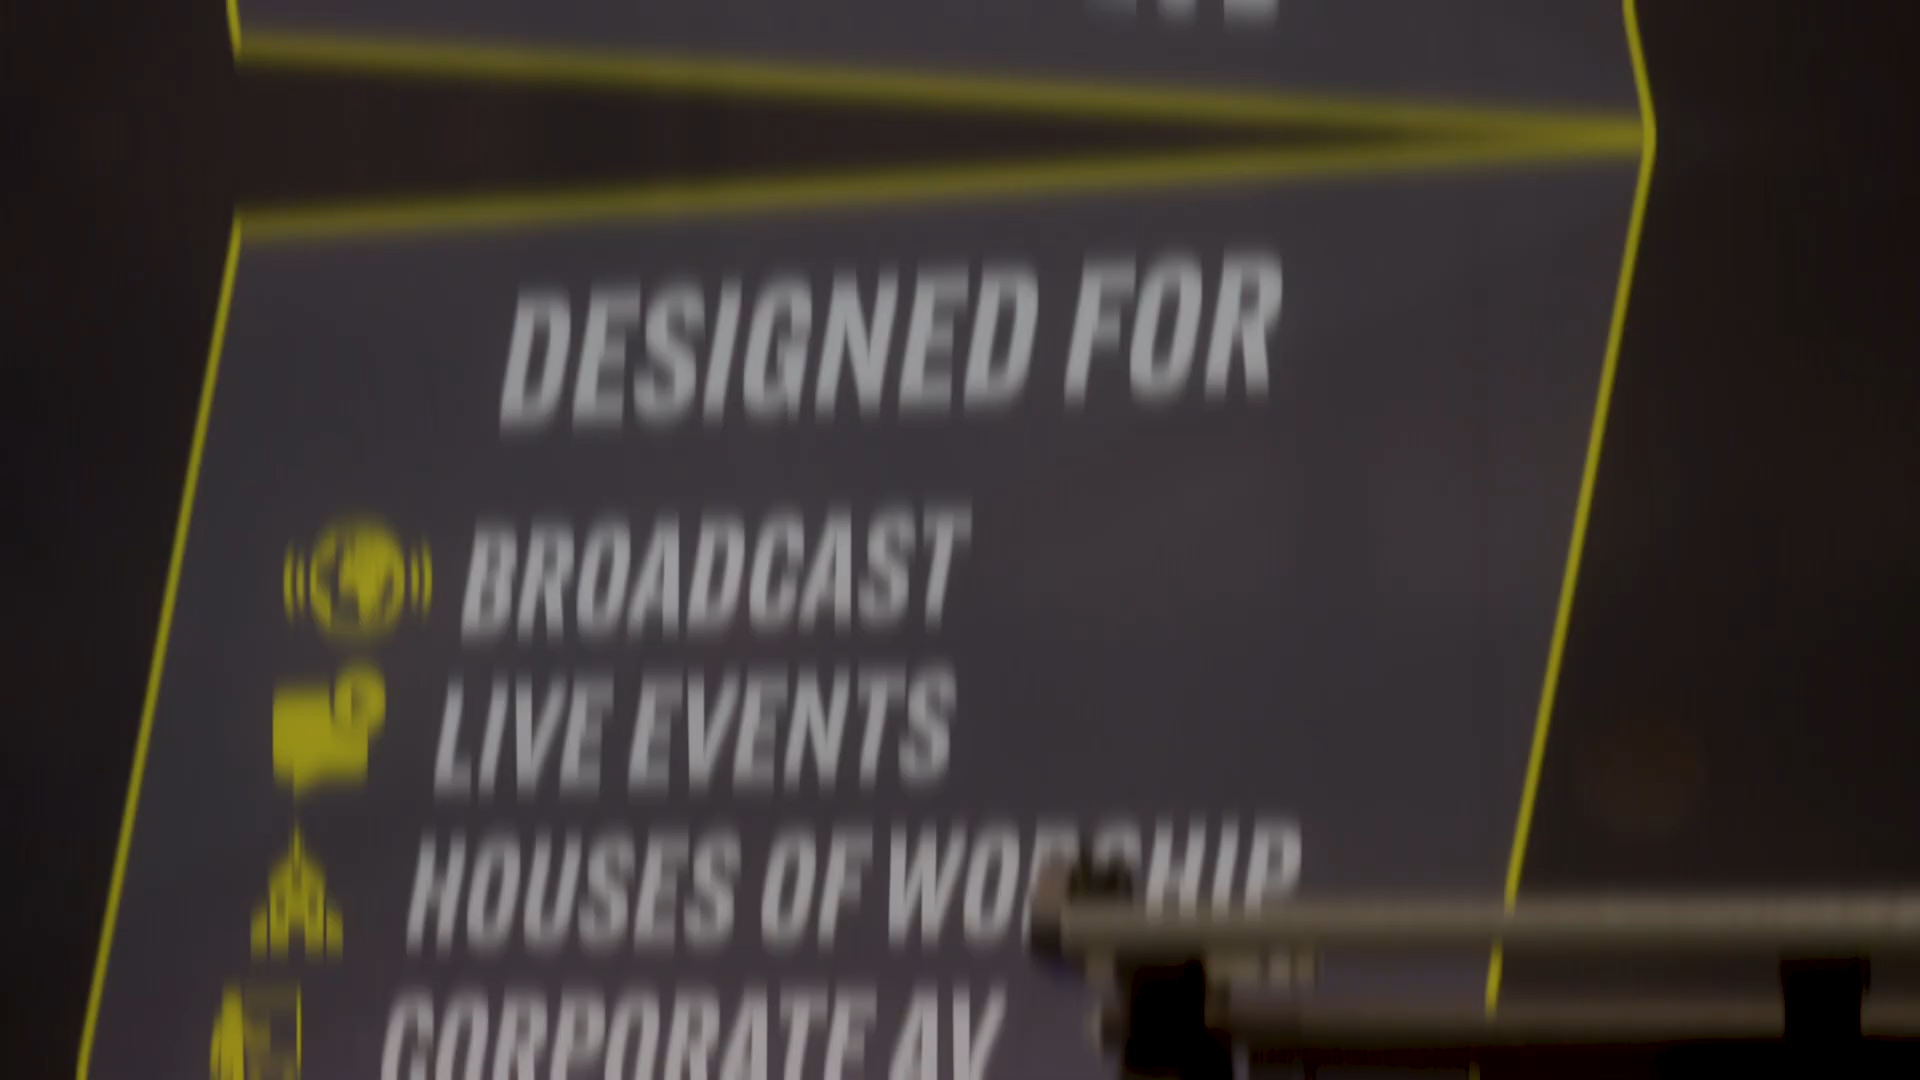 DESIGNED FOR
BROADCAST
LIVE EVENTS
HOUSES OF WORSHIP
CORPORATE AV